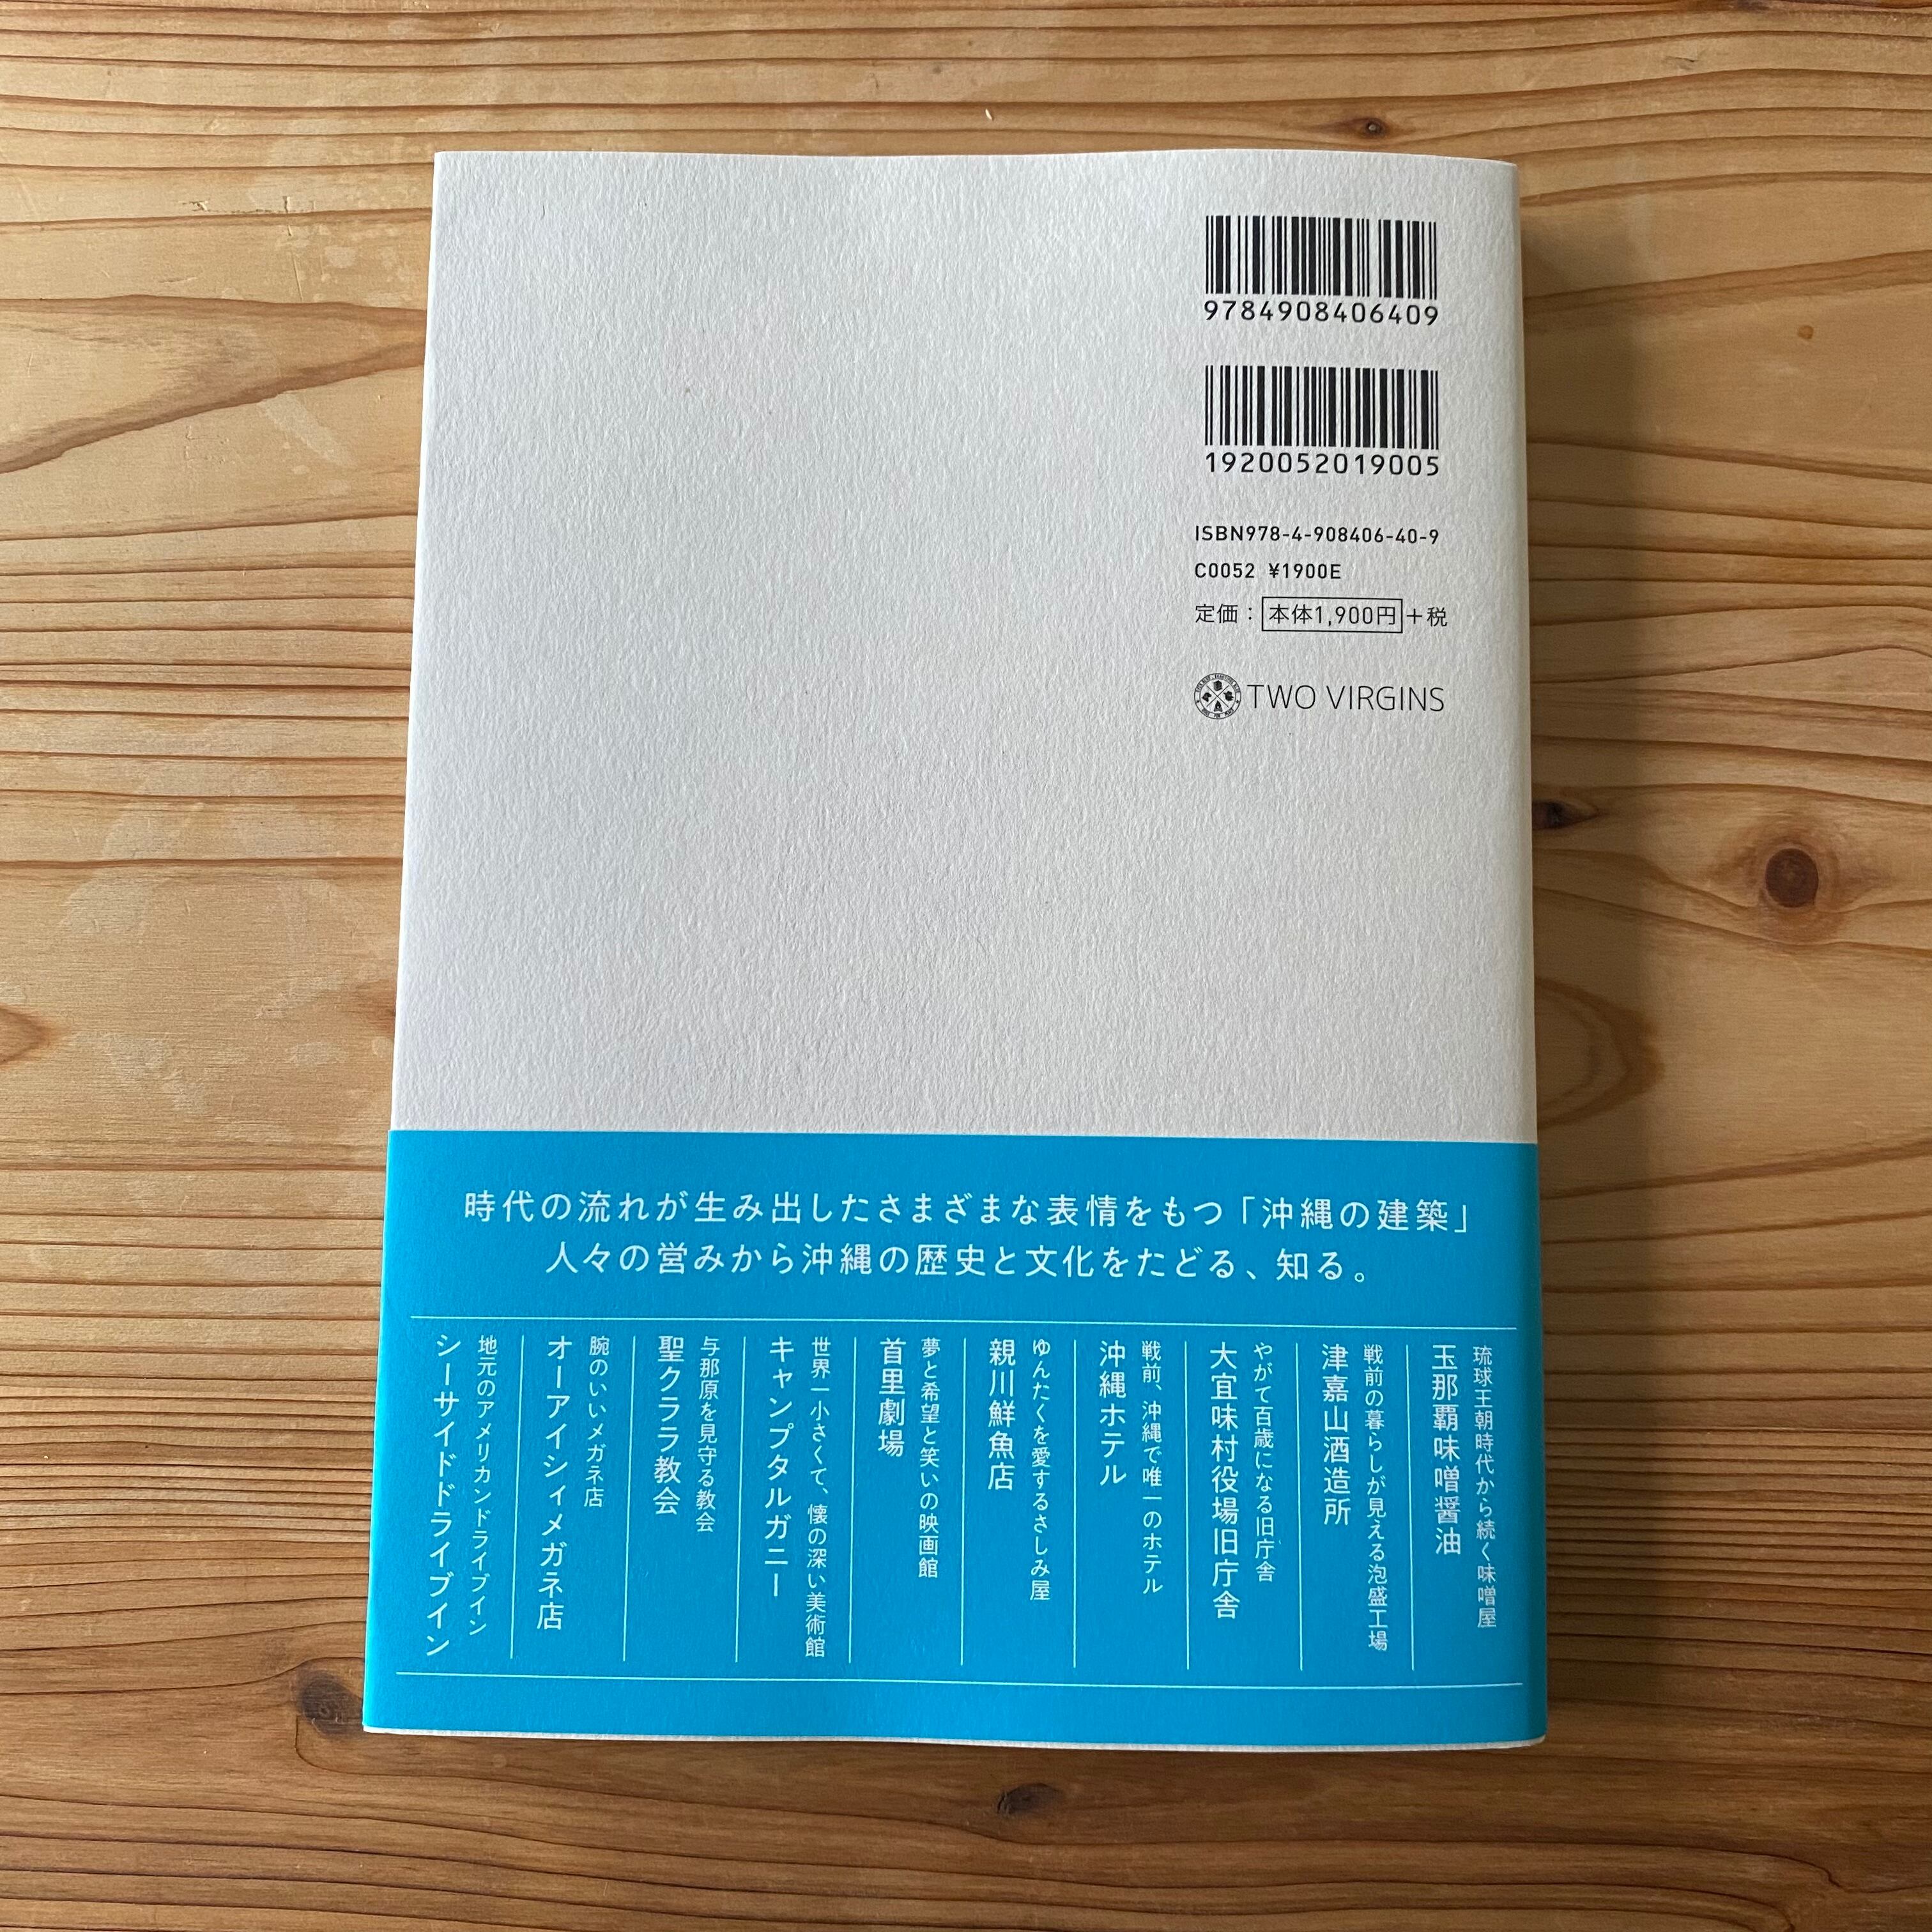 9784908406409
1920052019005
ISBN978-4-908406-40-9
C0052 ¥1900E
定価：本体1,900円＋税
TWO VIRGINS
時代の流れが生み出したさまざまな表情をもつ「沖縄の建築」
人々の営みから沖縄の歴史と文化をたどる、知る。
琉球王朝時代から続く味噌屋
玉那覇味噌醤油
戦前の暮らしが見える泡盛工場
津嘉山酒造所
やがて百歳になる旧庁舎
大宜味村役場旧庁舎
戦前、沖縄で唯一のホテル
沖縄ホテル
ゆんたくを愛するさしみ屋
親川鮮魚店
夢と希望と笑いの映画館
首里劇場
世界一小さくて、懐の深い美術館
キャンプタルガニー
与那原を見守る教会
聖クララ教会
腕のいいメガネ店
オーアイシィメガネ店
地元のアメリカンドライブイン
シーサイドドライブイン